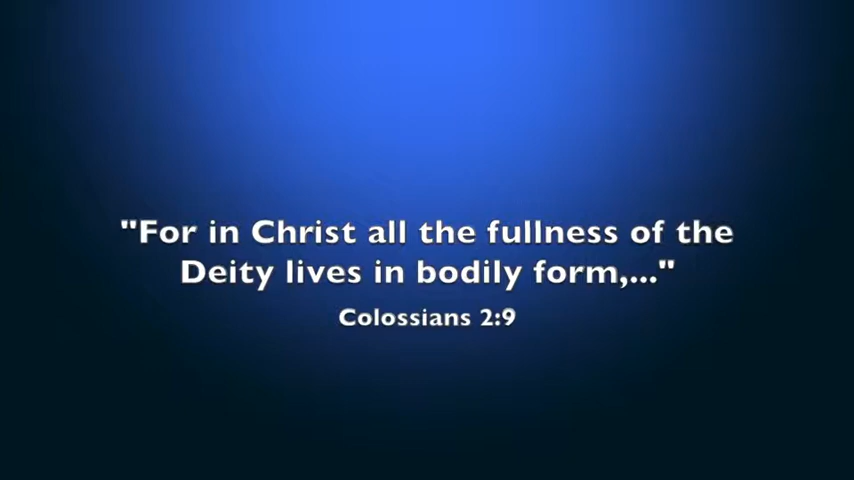 "For in Christ all the fullness of the
Deity lives in bodily form,..."
Colossians 2:9